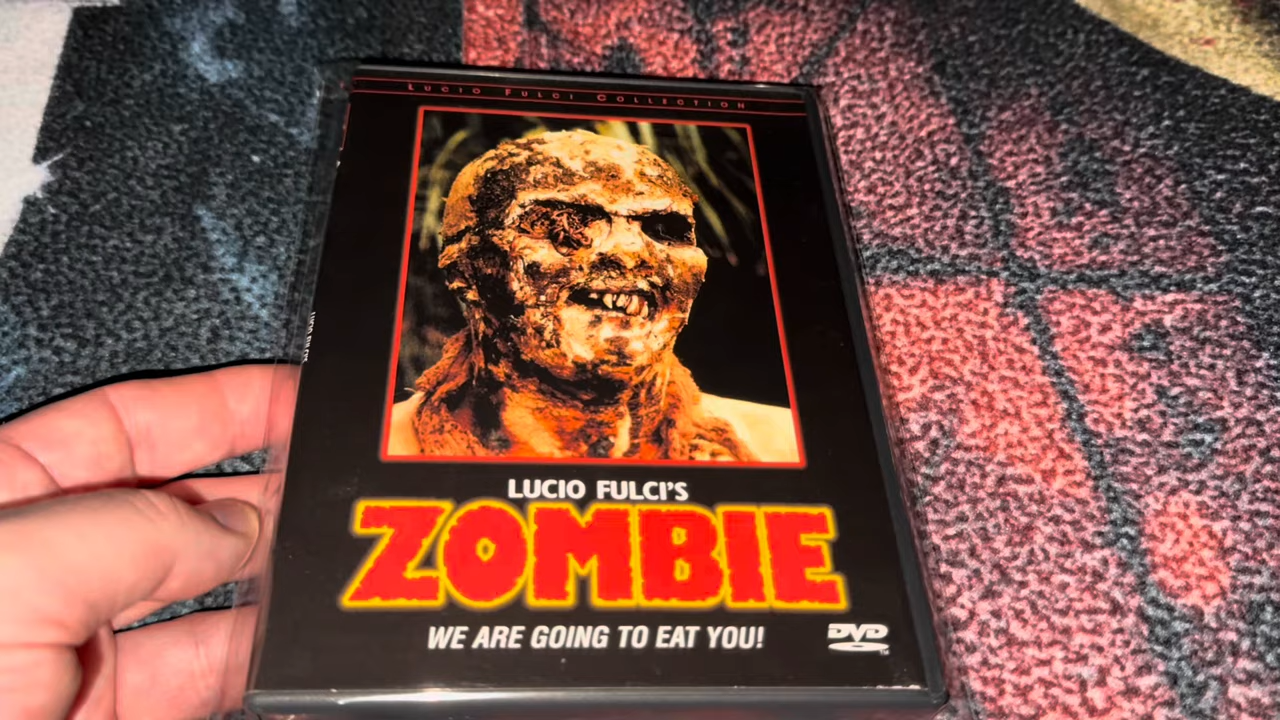 LUCIO FULCI COLLECTION
LUCIO FULCI'S
ZOMBIE
WE ARE GOING TO EAT YOU!
DVD